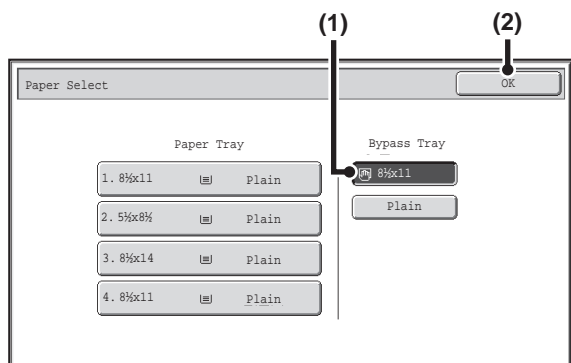 (1) (2)
Paper Select OK
Paper Tray Bypass Tray
1. 8½x11 Plain 8½x11
2. 5½x8½ Plain Plain
3. 8½x14 Plain
4. 8½x11 Plain